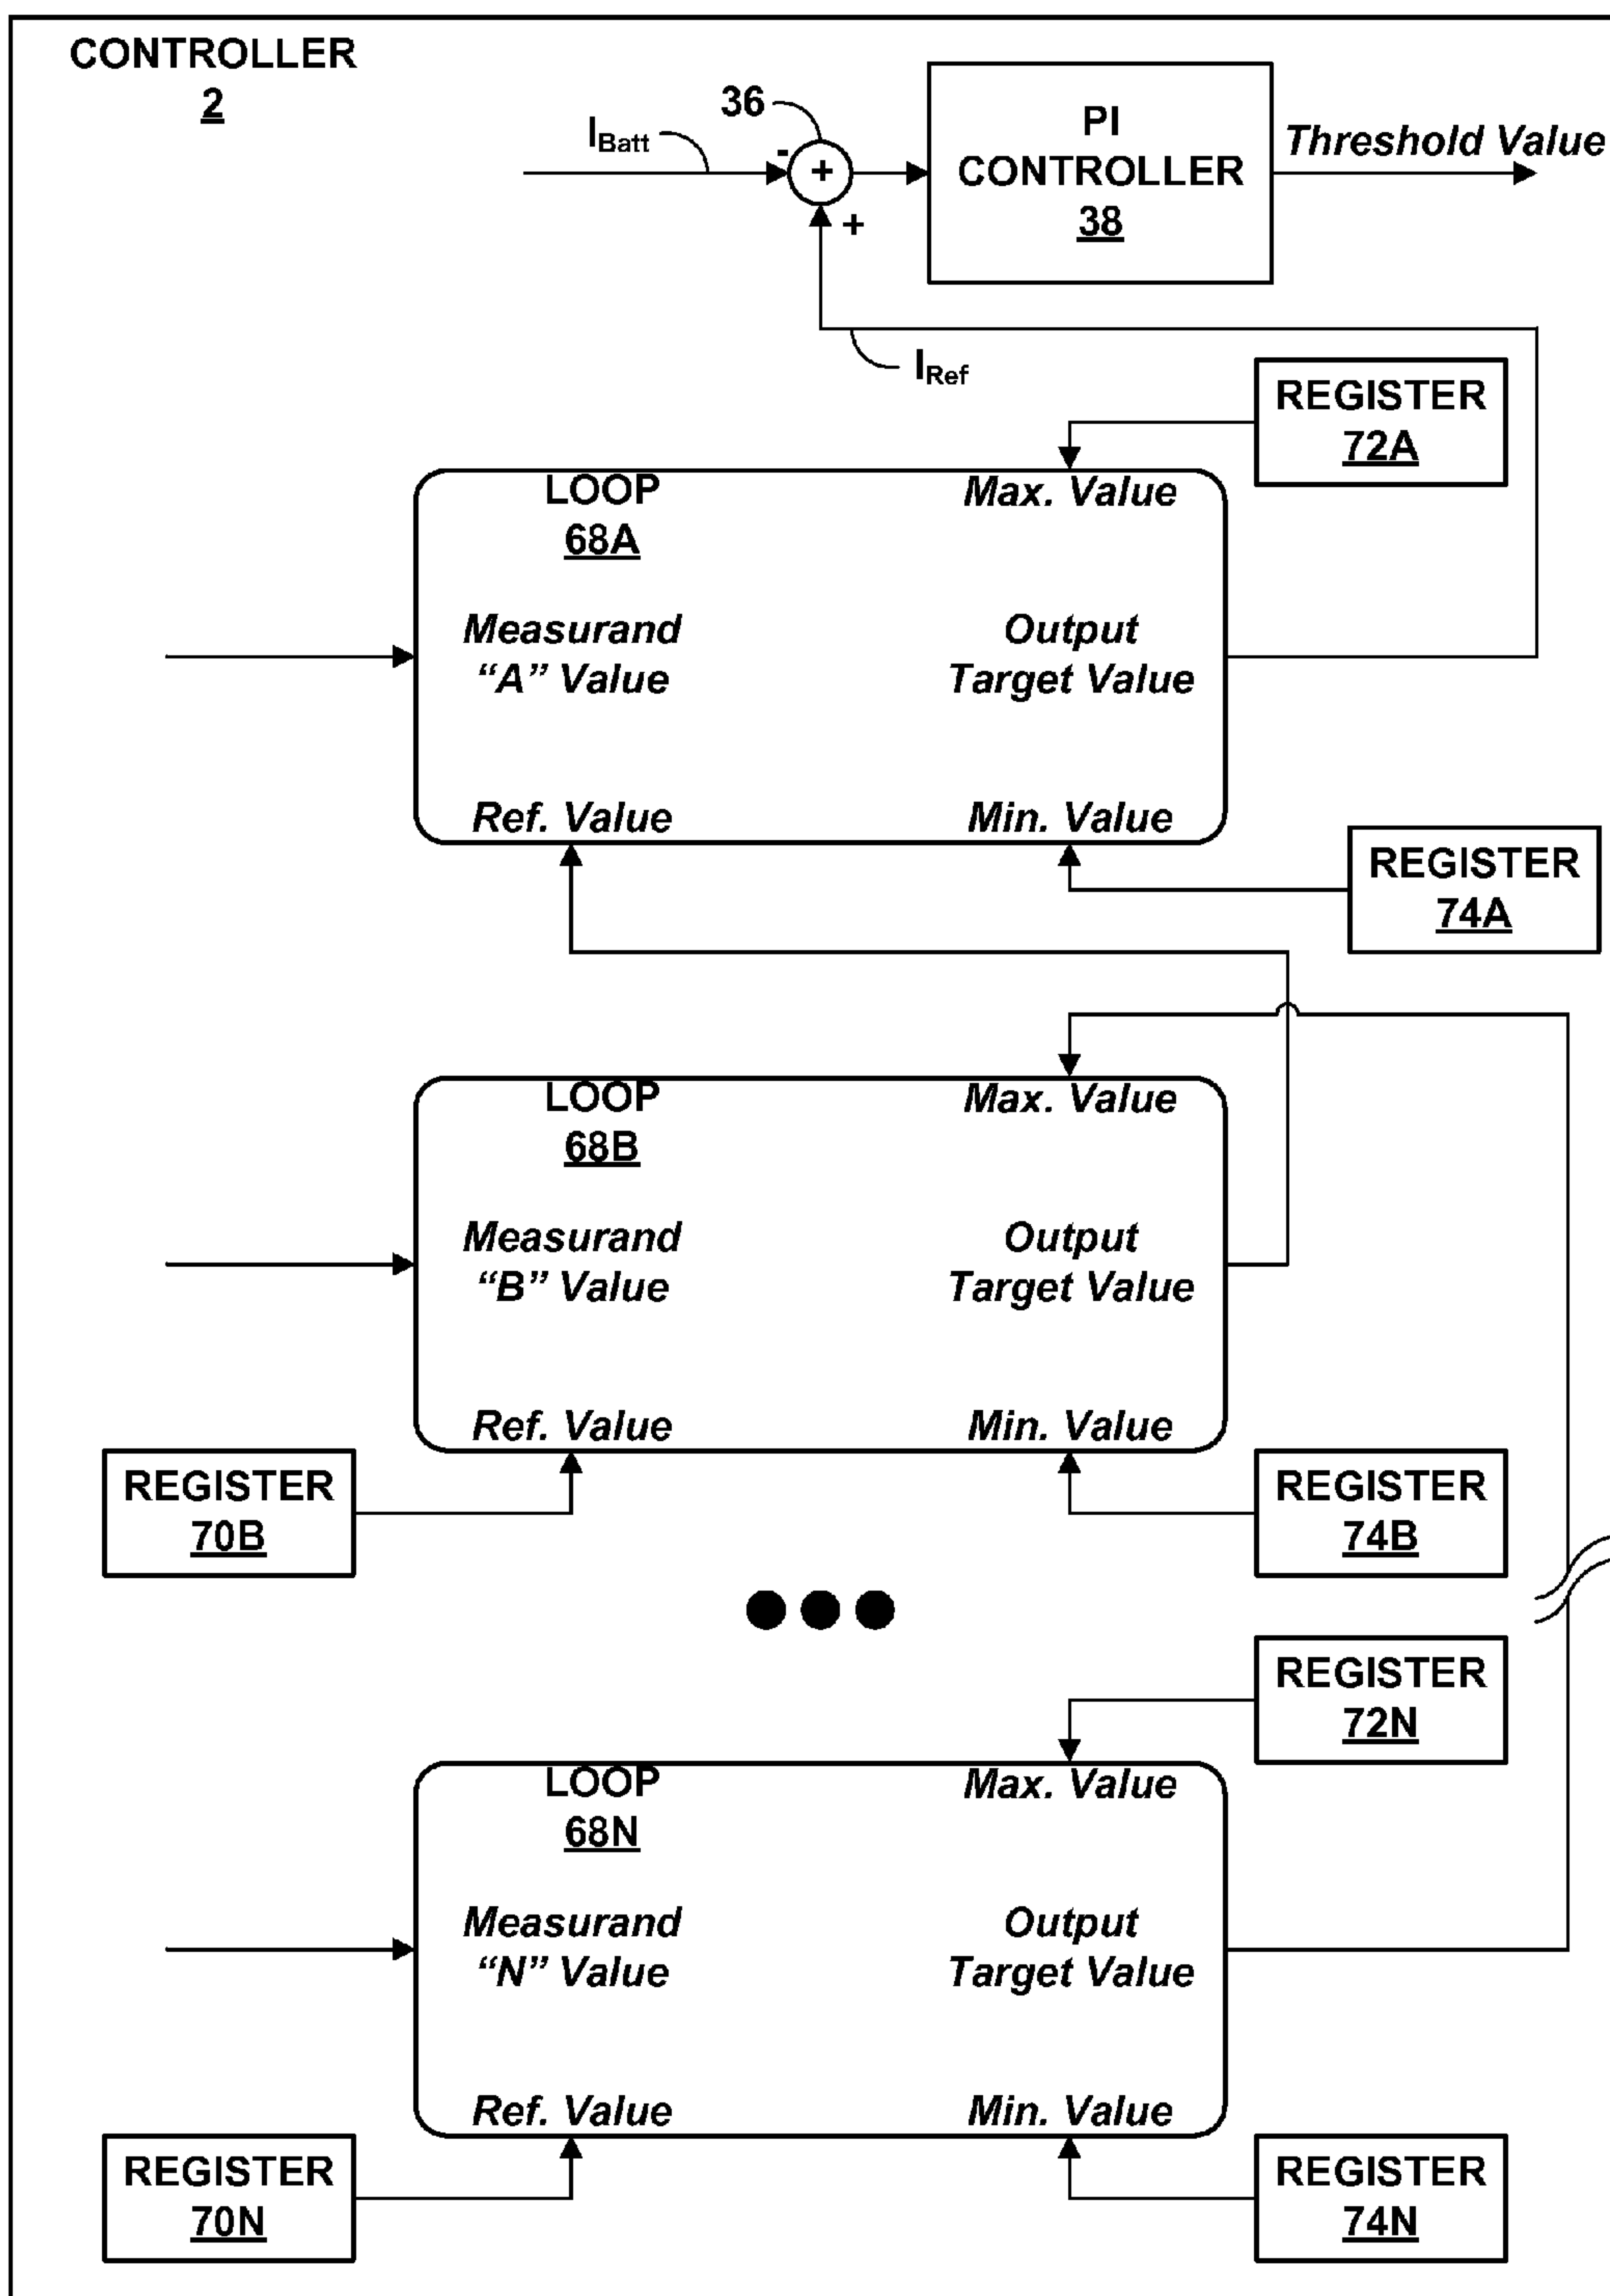 CONTROLLER
2
36
I_Batt
-
+
+
PI
CONTROLLER
38
Threshold Value
I_Ref
REGISTER
72A
LOOP
68A
Max. Value
Measurand
“A” Value
Output
Target Value
Ref. Value
Min. Value
REGISTER
74A
LOOP
68B
Max. Value
Measurand
“B” Value
Output
Target Value
Ref. Value
Min. Value
REGISTER
70B
REGISTER
74B
REGISTER
72N
LOOP
68N
Max. Value
Measurand
“N” Value
Output
Target Value
Ref. Value
Min. Value
REGISTER
70N
REGISTER
74N